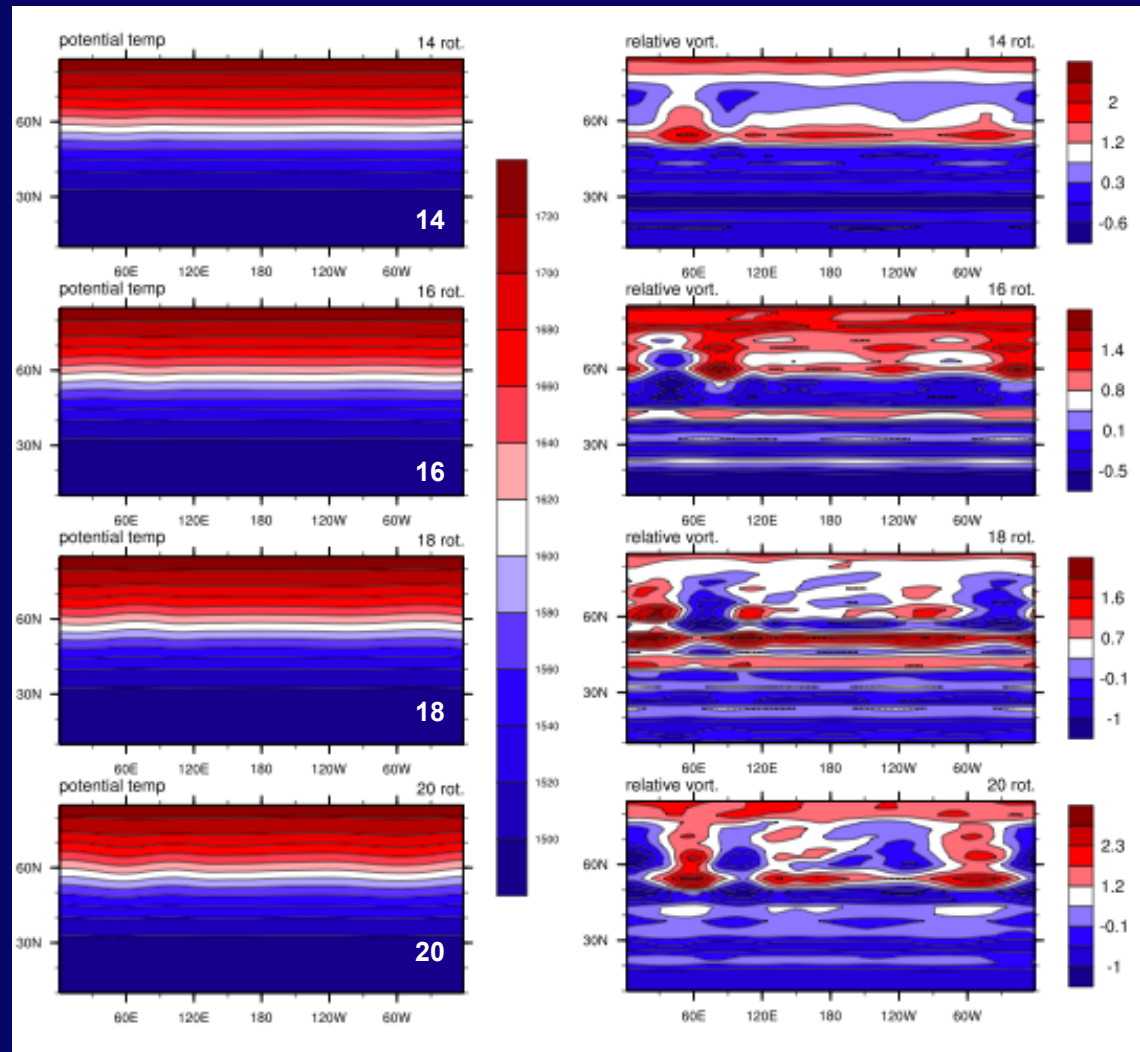 potential temp 14 rot.
60N
30N
14
60E 120E 180 120W 60W
relative vort. 14 rot.
60N
30N
60E 120E 180 120W 60W
2
1.2
0.3
-0.6
potential temp 16 rot.
60N
30N
16
60E 120E 180 120W 60W
relative vort. 16 rot.
60N
30N
60E 120E 180 120W 60W
1.4
0.8
0.1
-0.5
potential temp 18 rot.
60N
30N
18
60E 120E 180 120W 60W
relative vort. 18 rot.
60N
30N
60E 120E 180 120W 60W
1.6
0.7
-0.1
-1
potential temp 20 rot.
60N
30N
20
60E 120E 180 120W 60W
relative vort. 20 rot.
60N
30N
60E 120E 180 120W 60W
2.3
1.2
-0.1
-1
1720
1700
1680
1660
1640
1620
1600
1580
1560
1540
1520
1500